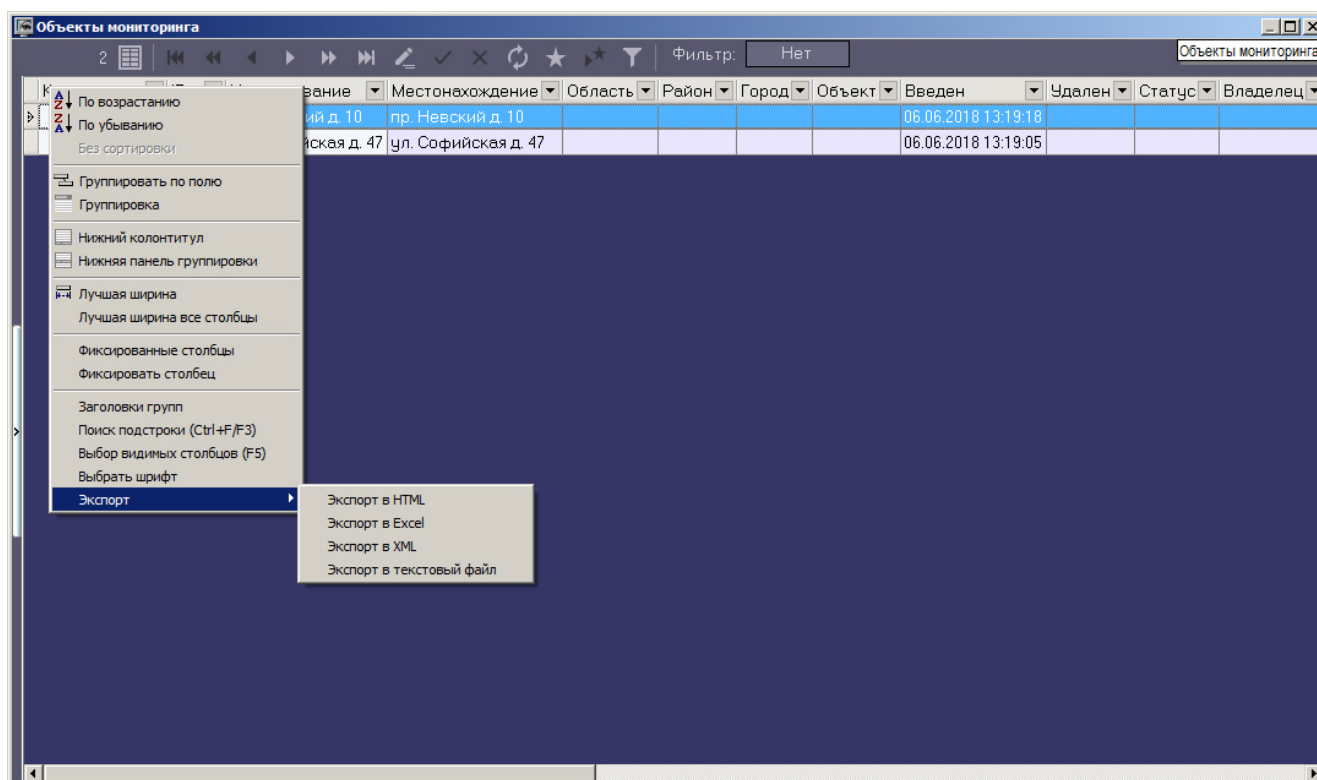 Объекты мониторинга
2 Фильтр: Нет
Объекты мониторинга
Местонахождение Область Район Город Объект Введен Удален Статус Владелец
пр. Невский д. 10 06.06.2018 13:19:18
д. 47 ул. Софийская д. 47 06.06.2018 13:19:05
По возрастанию
По убыванию
Без сортировки
Группировать по полю
Группировка
Нижний колонтитул
Нижняя панель группировки
Лучшая ширина
Лучшая ширина все столбцы
Фиксированные столбцы
Фиксировать столбец
Заголовки групп
Поиск подстроки (Ctrl+F/F3)
Выбор видимых столбцов (F5)
Выбрать шрифт
Экспорт
Экспорт в HTML
Экспорт в Excel
Экспорт в XML
Экспорт в текстовый файл